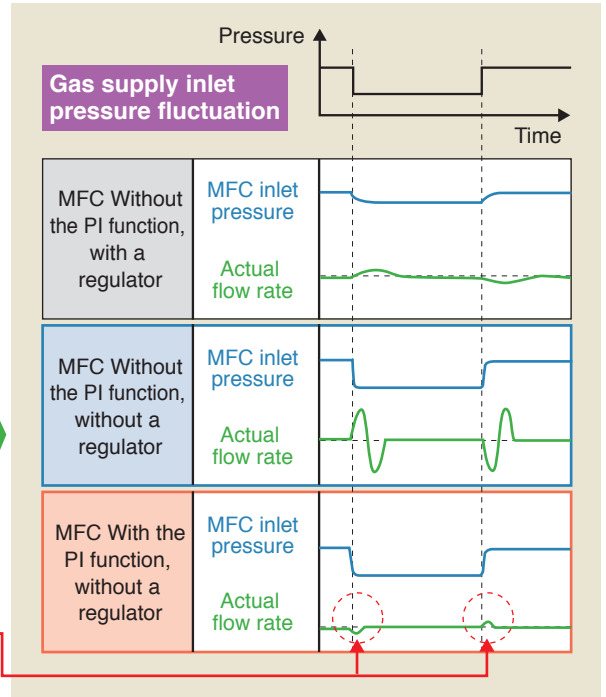 Pressure
Gas supply inlet
pressure fluctuation
Time
MFC Without
the PI function,
with a
regulator
MFC inlet
pressure
Actual
flow rate
MFC Without
the PI function,
without a
regulator
MFC inlet
pressure
Actual
flow rate
MFC With the
PI function,
without a
regulator
MFC inlet
pressure
Actual
flow rate